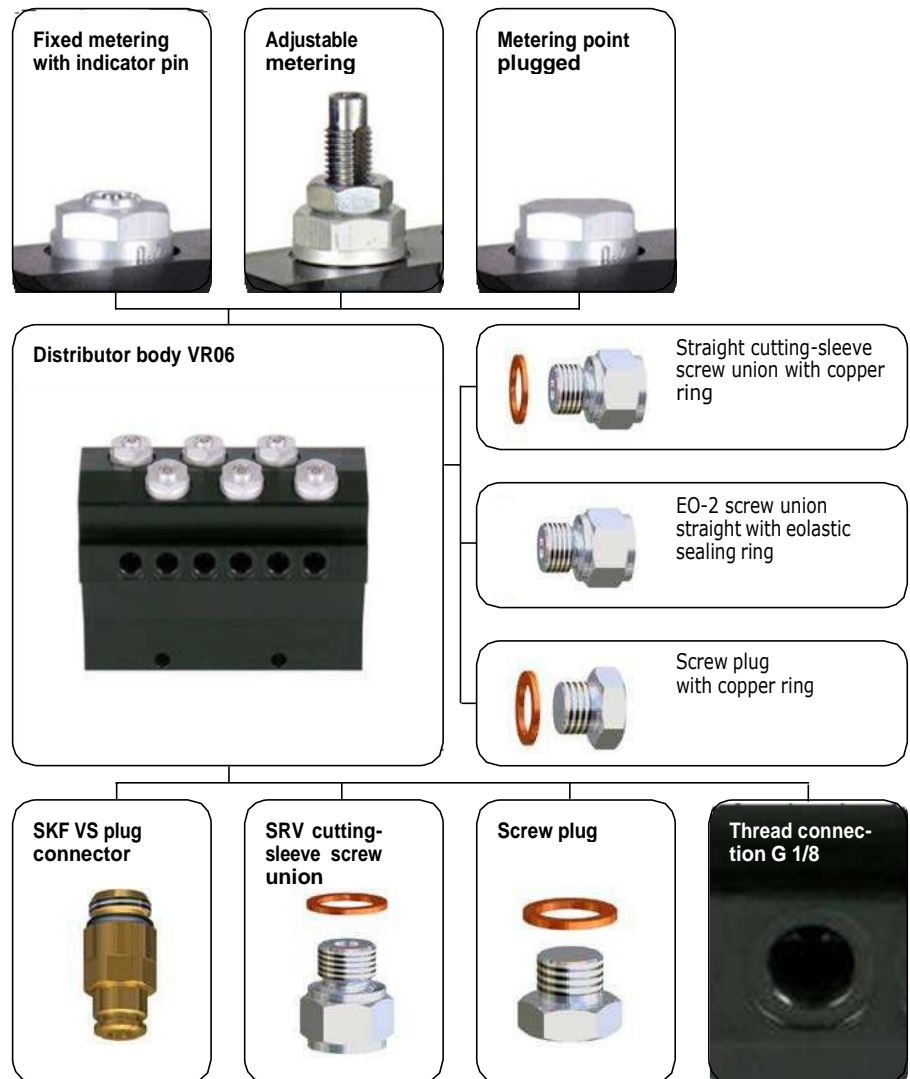 Fixed metering
with indicator pin
Adjustable
metering
Metering point
plugged
Distributor body VR06
Straight cutting-sleeve
screw union with copper
ring
EO-2 screw union
straight with eolastic
sealing ring
Screw plug
with copper ring
SKF VS plug
connector
SRV cutting-
sleeve screw
union
Screw plug
Thread connec-
tion G 1/8